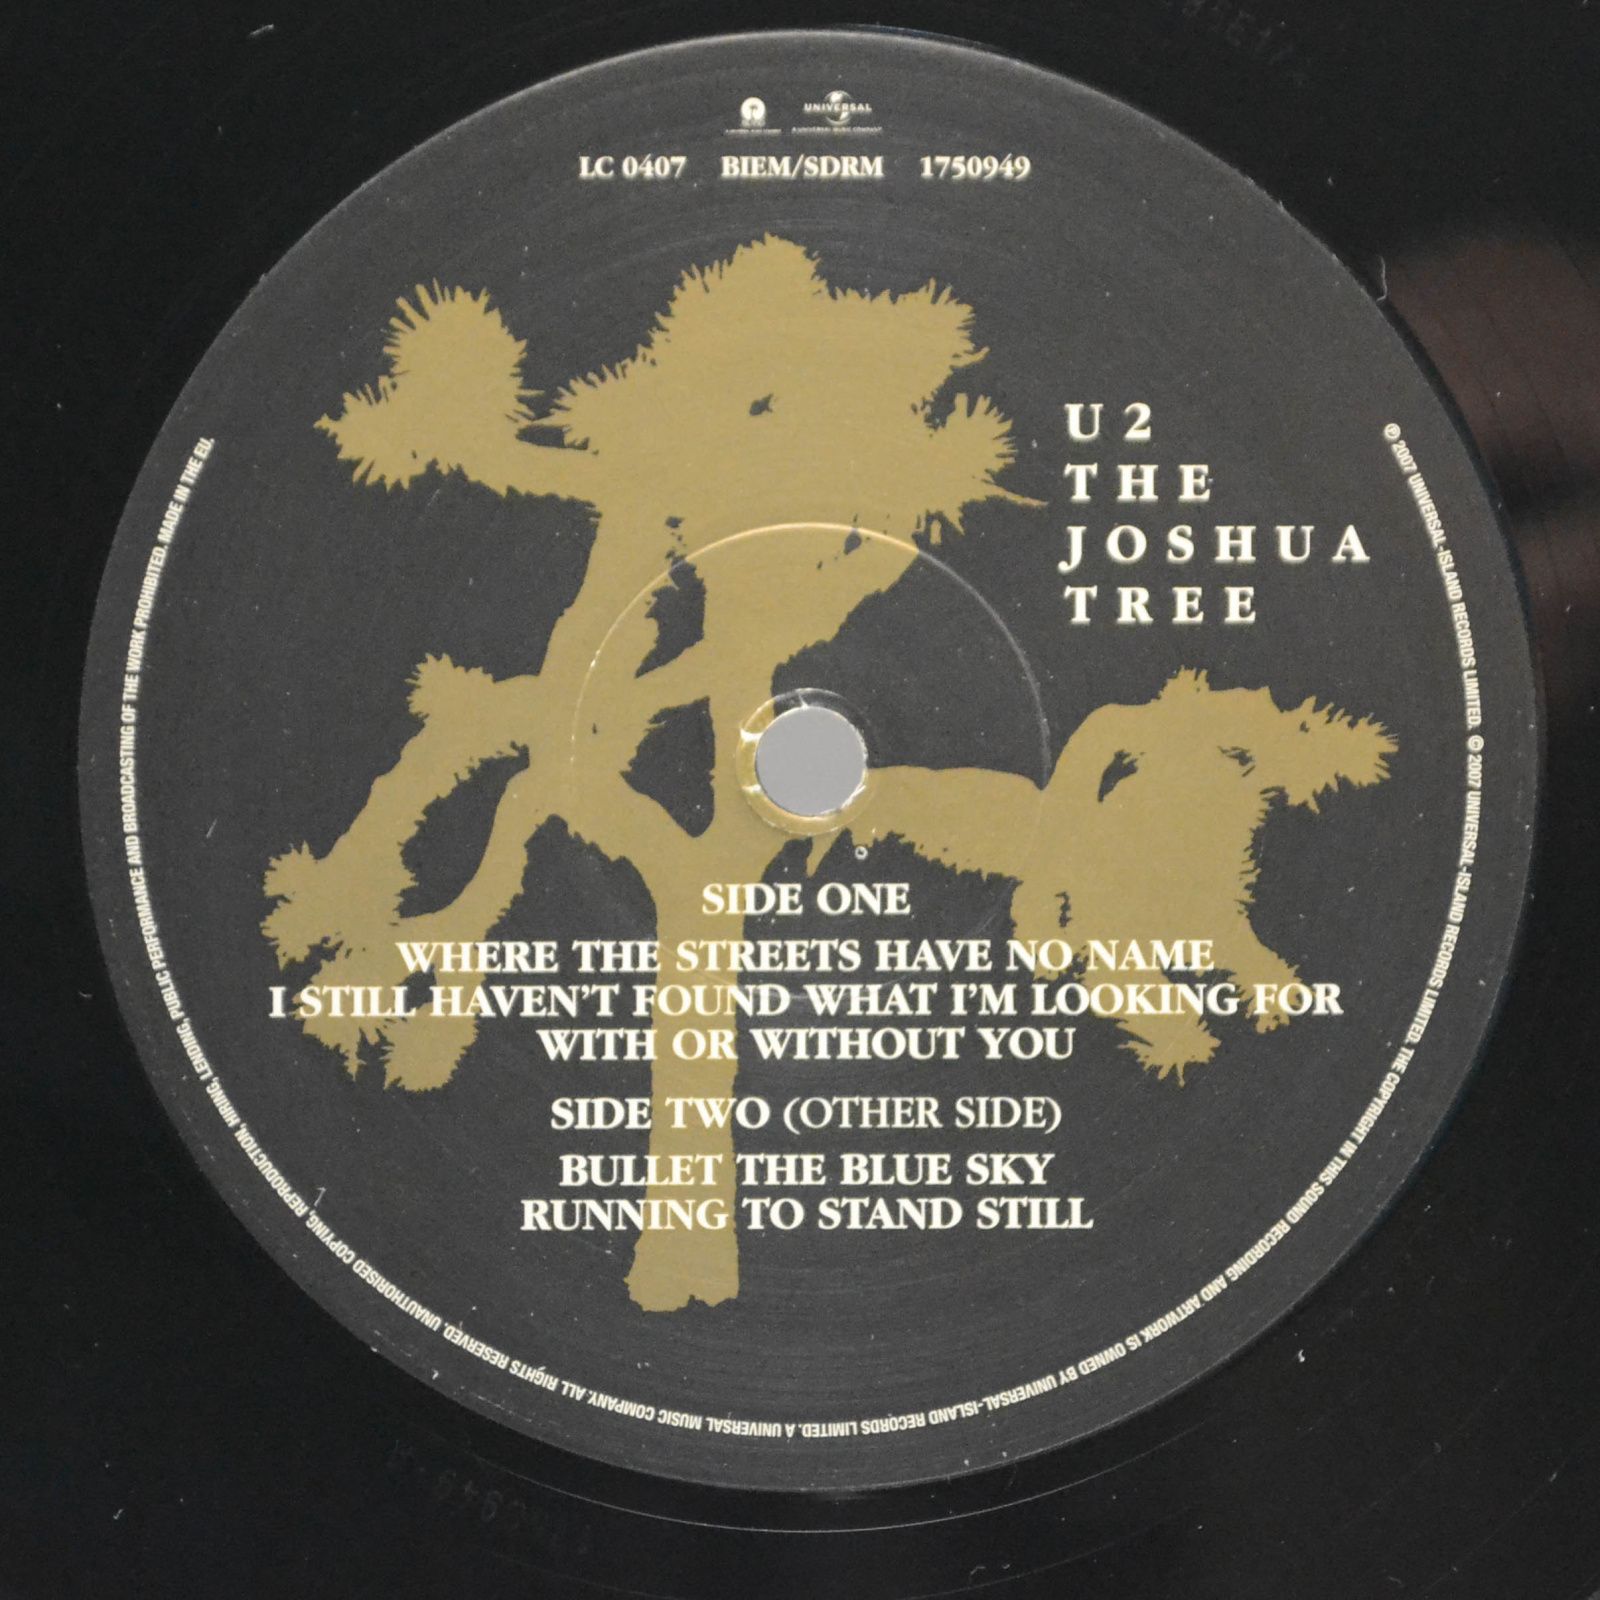 UNIVERSAL
A UNIVERSAL MUSIC COMPANY
LC 0407 BIEM/SDRM 1750949
U2
THE
JOSHUA
TREE
SIDE ONE
WHERE THE STREETS HAVE NO NAME
I STILL HAVEN'T FOUND WHAT I'M LOOKING FOR
WITH OR WITHOUT YOU
SIDE TWO (OTHER SIDE)
BULLET THE BLUE SKY
RUNNING TO STAND STILL
℗ 2007 UNIVERSAL-ISLAND RECORDS LIMITED. © 2007 UNIVERSAL-ISLAND RECORDS LIMITED. THE COPYRIGHT IN THIS SOUND RECORDING AND ARTWORK IS OWNED BY UNIVERSAL-ISLAND RECORDS LIMITED. A UNIVERSAL MUSIC COMPANY. ALL RIGHTS RESERVED. UNAUTHORISED COPYING, REPRODUCTION, HIRING, LENDING, PUBLIC PERFORMANCE AND BROADCASTING OF THE WORK PROHIBITED. MADE IN THE EU.